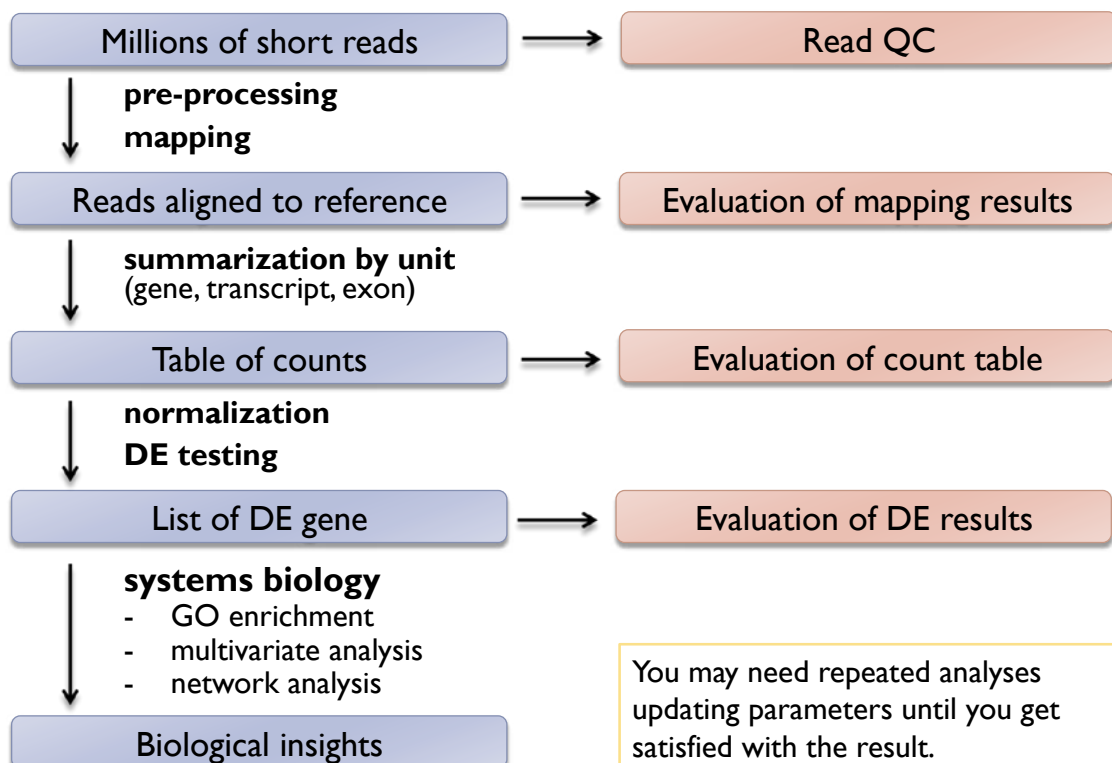 Millions of short reads
Read QC
pre-processing
mapping
Reads aligned to reference
Evaluation of mapping results
summarization by unit
(gene, transcript, exon)
Table of counts
Evaluation of count table
normalization
DE testing
List of DE gene
Evaluation of DE results
systems biology
- GO enrichment
- multivariate analysis
- network analysis
Biological insights
You may need repeated analyses
updating parameters until you get
satisfied with the result.